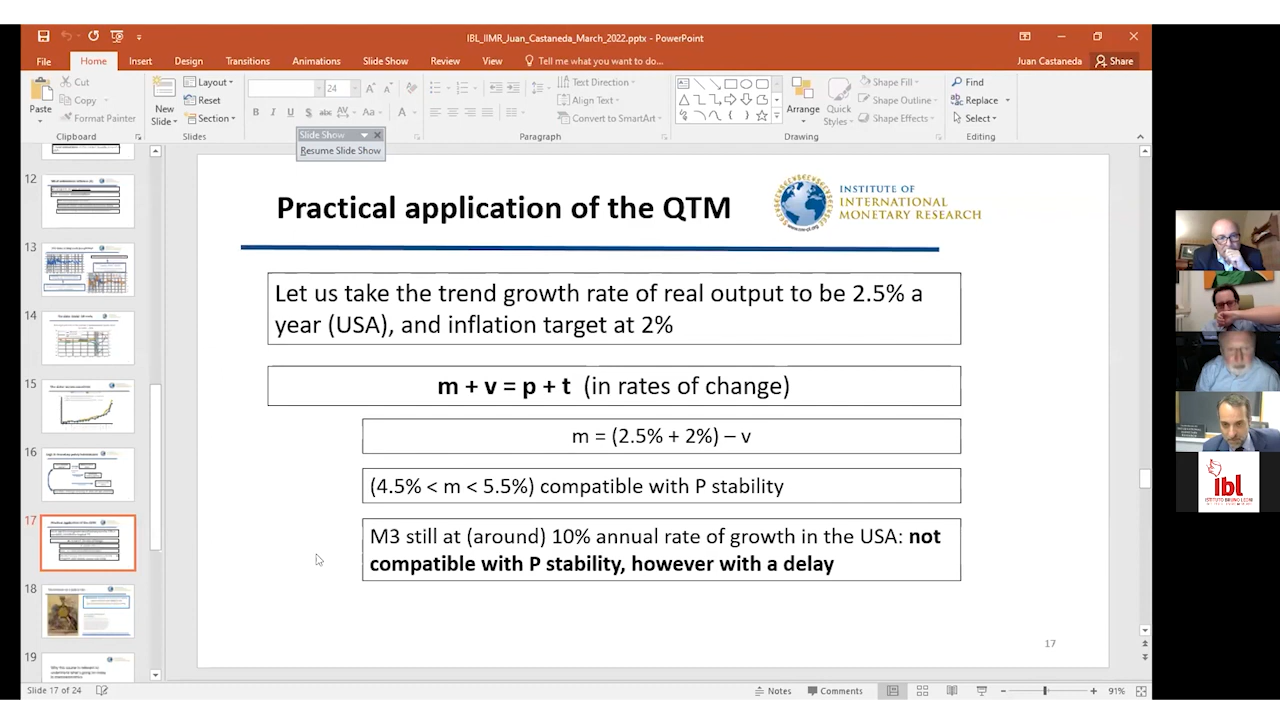 IBL_IIMR_Juan_Castaneda_March_2022.pptx - PowerPoint
File Home Insert Design Transitions Animations Slide Show Review View Tell me what you want to do...
Juan Castaneda Share
Paste
Cut
Copy
Format Painter
Clipboard
New Slide
Layout
Reset
Section
Slides
24
B I U S abc AV Aa A
Slide Show
Resume Slide Show
Text Direction
Align Text
Convert to SmartArt
Paragraph
Arrange
Quick Styles
Shape Fill
Shape Outline
Shape Effects
Drawing
Find
Replace
Select
Editing
12
13
14
15
16
17
18
19
Practical application of the QTM
INSTITUTE OF
INTERNATIONAL
MONETARY RESEARCH
Let us take the trend growth rate of real output to be 2.5% a
year (USA), and inflation target at 2%
m + v = p + t (in rates of change)
m = (2.5% + 2%) – v
(4.5% < m < 5.5%) compatible with P stability
M3 still at (around) 10% annual rate of growth in the USA: not
compatible with P stability, however with a delay
17
ibl
ISTITUTO BRUNO LEONI
Slide 17 of 24
Notes
Comments
91%